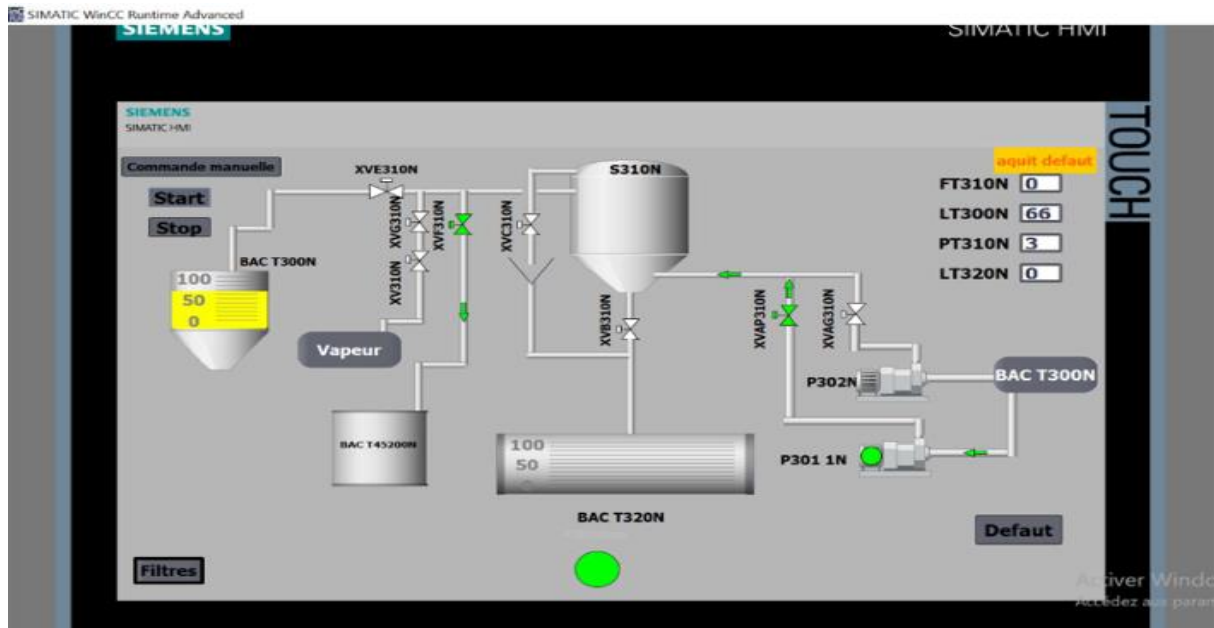 SIMATIC WinCC Runtime Advanced
SIEMENS
SIMATIC HMI
TOUCH
SIEMENS
SIMATIC HMI
Commande manuelle
Start
Stop
XVE310N
S310N
aquit defaut
FT310N 0
LT300N 66
PT310N 3
LT320N 0
XVG310N
XVF310N
XVC310N
BAC T300N
100
50
0
XV310N
XVB310N
XVAP310N
XVAG310N
Vapeur
P302N
BAC T300N
BAC T45200N
100
50
0
P301 1N
BAC T320N
Defaut
Filtres
Activer Windo
Accédez aux param